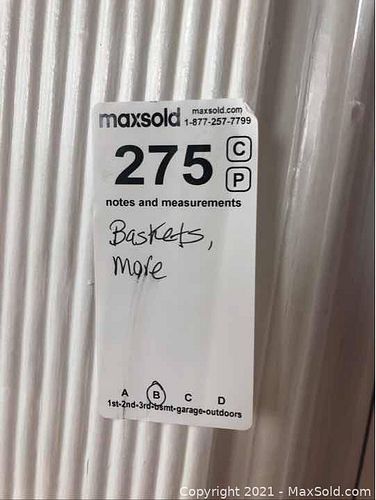 maxsold maxsold.com
1-877-257-7799
275 C
P
notes and measurements
Baskets,
more
A B C D
1st-2nd-3rd-bsmt-garage-outdoors
Copyright © 2021 - MaxSold.com